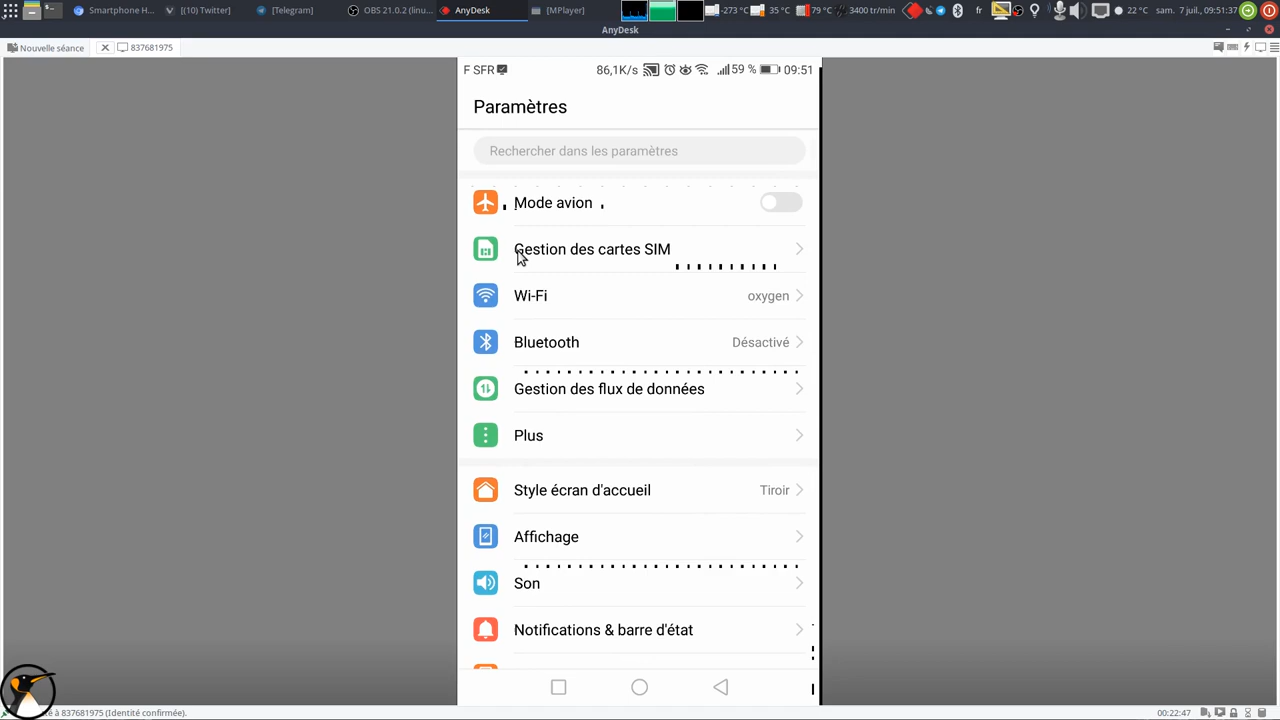 Smartphone H...
[(10) Twitter]
[Telegram]
OBS 21.0.2 (linu...
AnyDesk
[MPlayer]
273 °C
35 °C
79 °C
3400 tr/min
fr
22 °C
sam. 7 juil., 09:51:37
AnyDesk
Nouvelle séance
837681975
F SFR
86,1K/s
59 %
09:51
Paramètres
Rechercher dans les paramètres
Mode avion
Gestion des cartes SIM
Wi-Fi
oxygen
Bluetooth
Désactivé
Gestion des flux de données
Plus
Style écran d'accueil
Tiroir
Affichage
Son
Notifications & barre d'état
té à 837681975 (Identité confirmée).
00:22:47